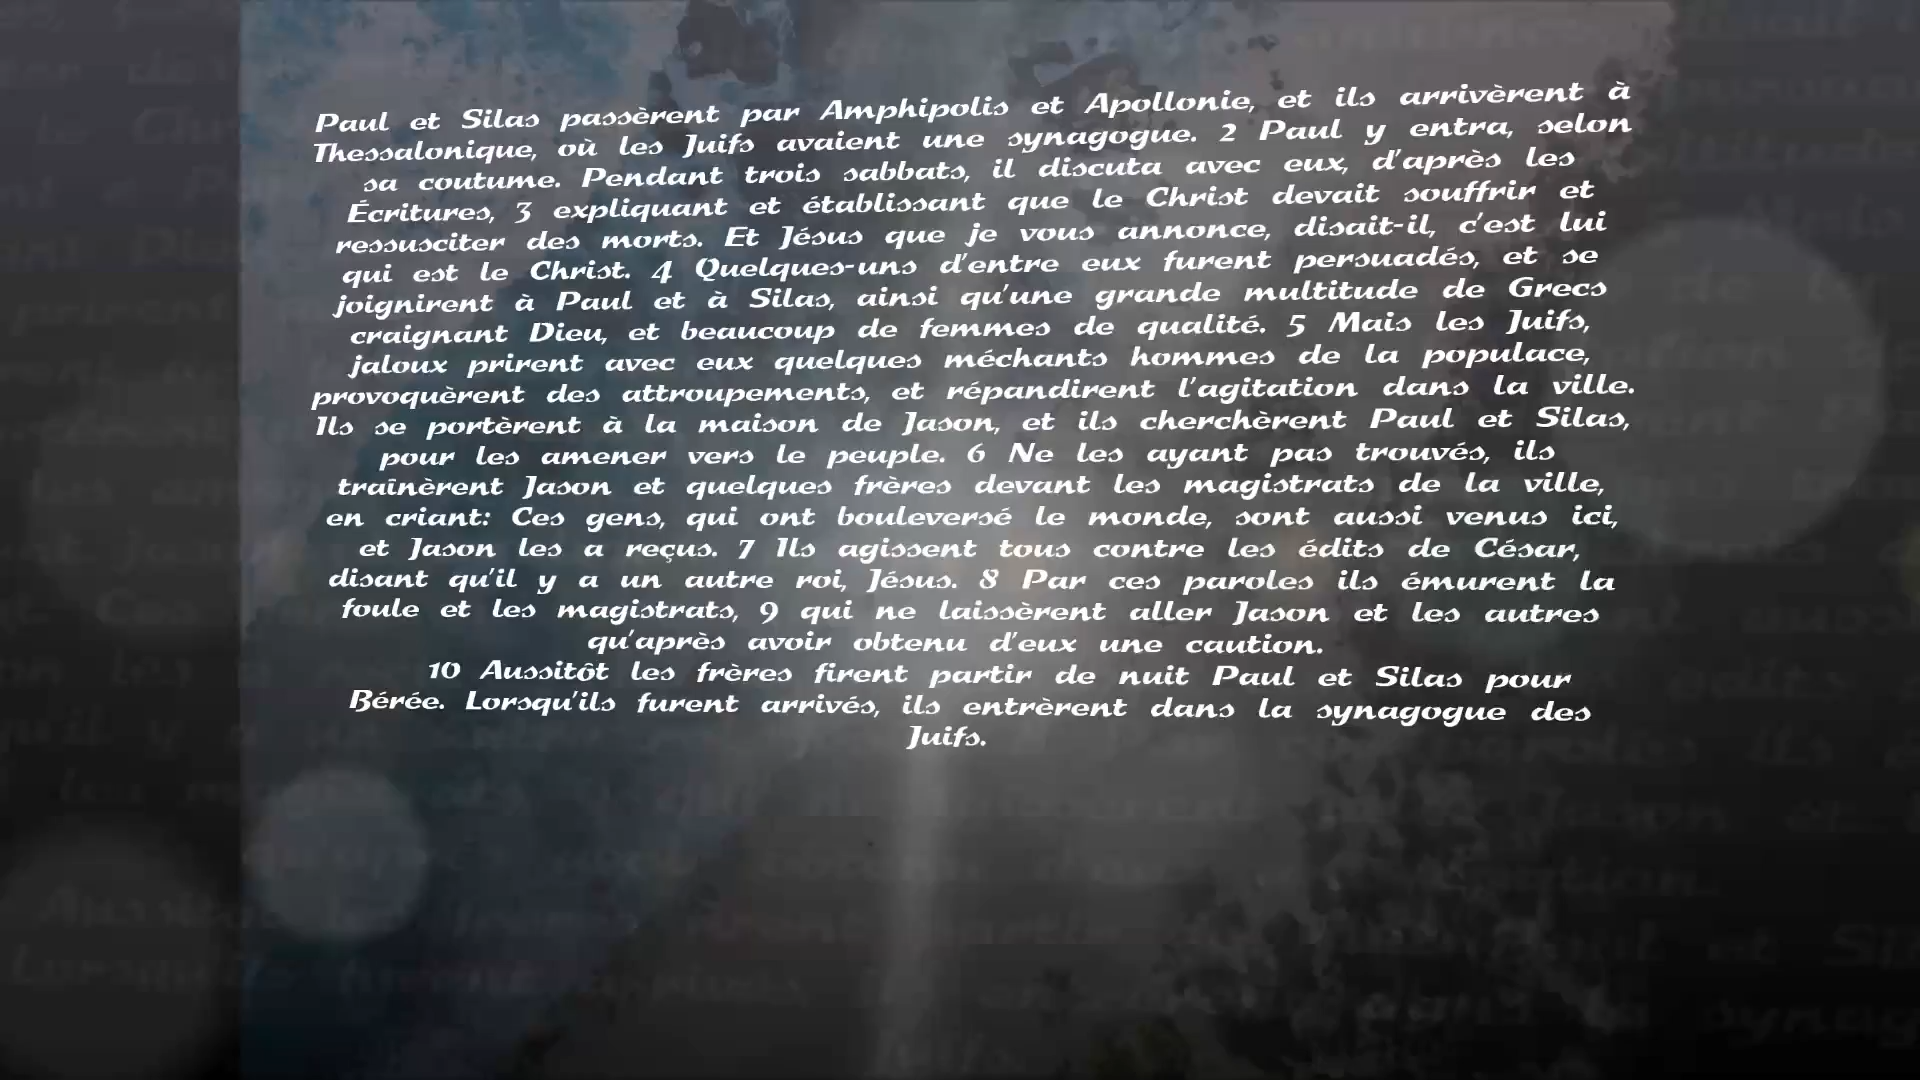 Paul et Silas passèrent par Amphipolis et Apollonie, et ils arrivèrent à
Thessalonique, où les Juifs avaient une synagogue. 2 Paul y entra, selon
sa coutume. Pendant trois sabbats, il discuta avec eux, d'après les
Écritures, 3 expliquant et établissant que le Christ devait souffrir et
ressusciter des morts. Et Jésus que je vous annonce, disait-il, c'est lui
qui est le Christ. 4 Quelques-uns d'entre eux furent persuadés, et se
joignirent à Paul et à Silas, ainsi qu'une grande multitude de Grecs
craignant Dieu, et beaucoup de femmes de qualité. 5 Mais les Juifs,
jaloux prirent avec eux quelques méchants hommes de la populace,
provoquèrent des attroupements, et répandirent l'agitation dans la ville.
Ils se portèrent à la maison de Jason, et ils cherchèrent Paul et Silas,
pour les amener vers le peuple. 6 Ne les ayant pas trouvés, ils
traînèrent Jason et quelques frères devant les magistrats de la ville,
en criant: Ces gens, qui ont bouleversé le monde, sont aussi venus ici,
et Jason les a reçus. 7 Ils agissent tous contre les édits de César,
disant qu'il y a un autre roi, Jésus. 8 Par ces paroles ils émurent la
foule et les magistrats, 9 qui ne laissèrent aller Jason et les autres
qu'après avoir obtenu d'eux une caution.
10 Aussitôt les frères firent partir de nuit Paul et Silas pour
Bérée. Lorsqu'ils furent arrivés, ils entrèrent dans la synagogue des
Juifs.